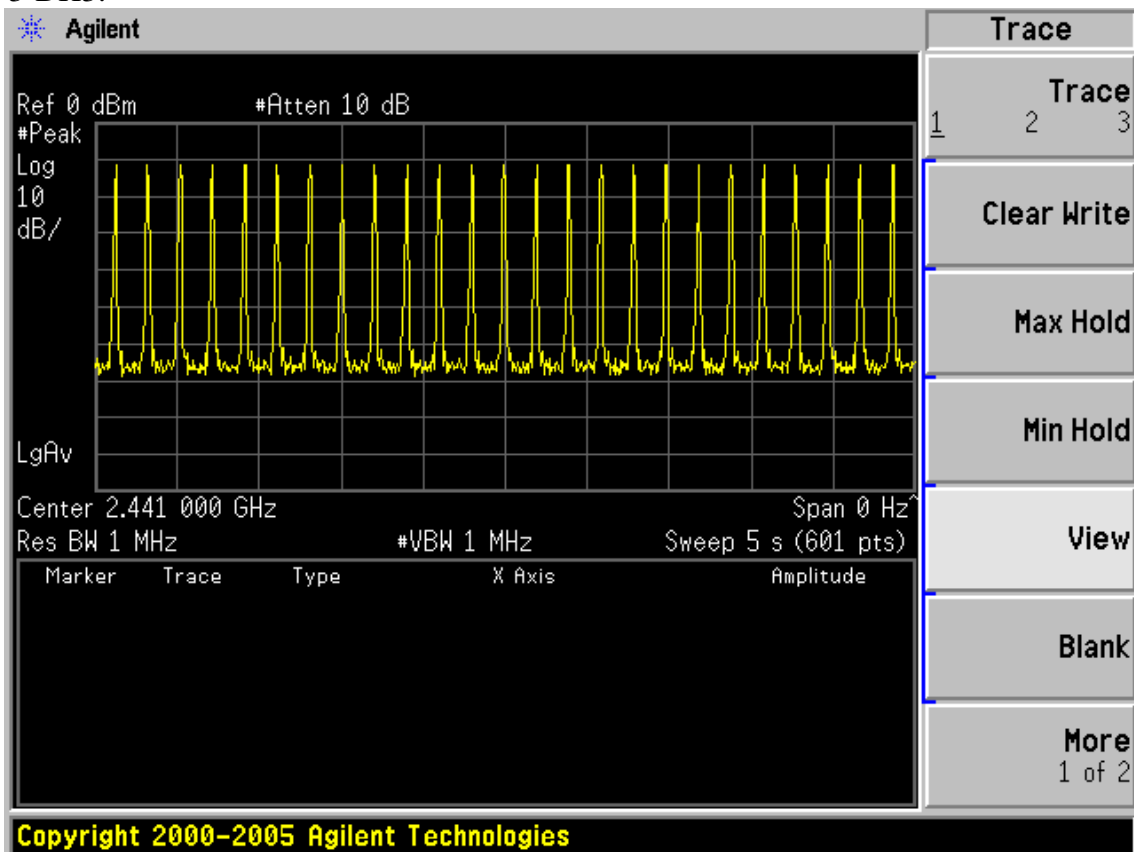 Agilent
Trace
Ref 0 dBm #Atten 10 dB
#Peak
Log
10
dB/
LgAv
Center 2.441 000 GHz Span 0 Hz^
Res BW 1 MHz #VBW 1 MHz Sweep 5 s (601 pts)
Marker Trace Type X Axis Amplitude
Trace
1 2 3
Clear Write
Max Hold
Min Hold
View
Blank
More
1 of 2
Copyright 2000-2005 Agilent Technologies